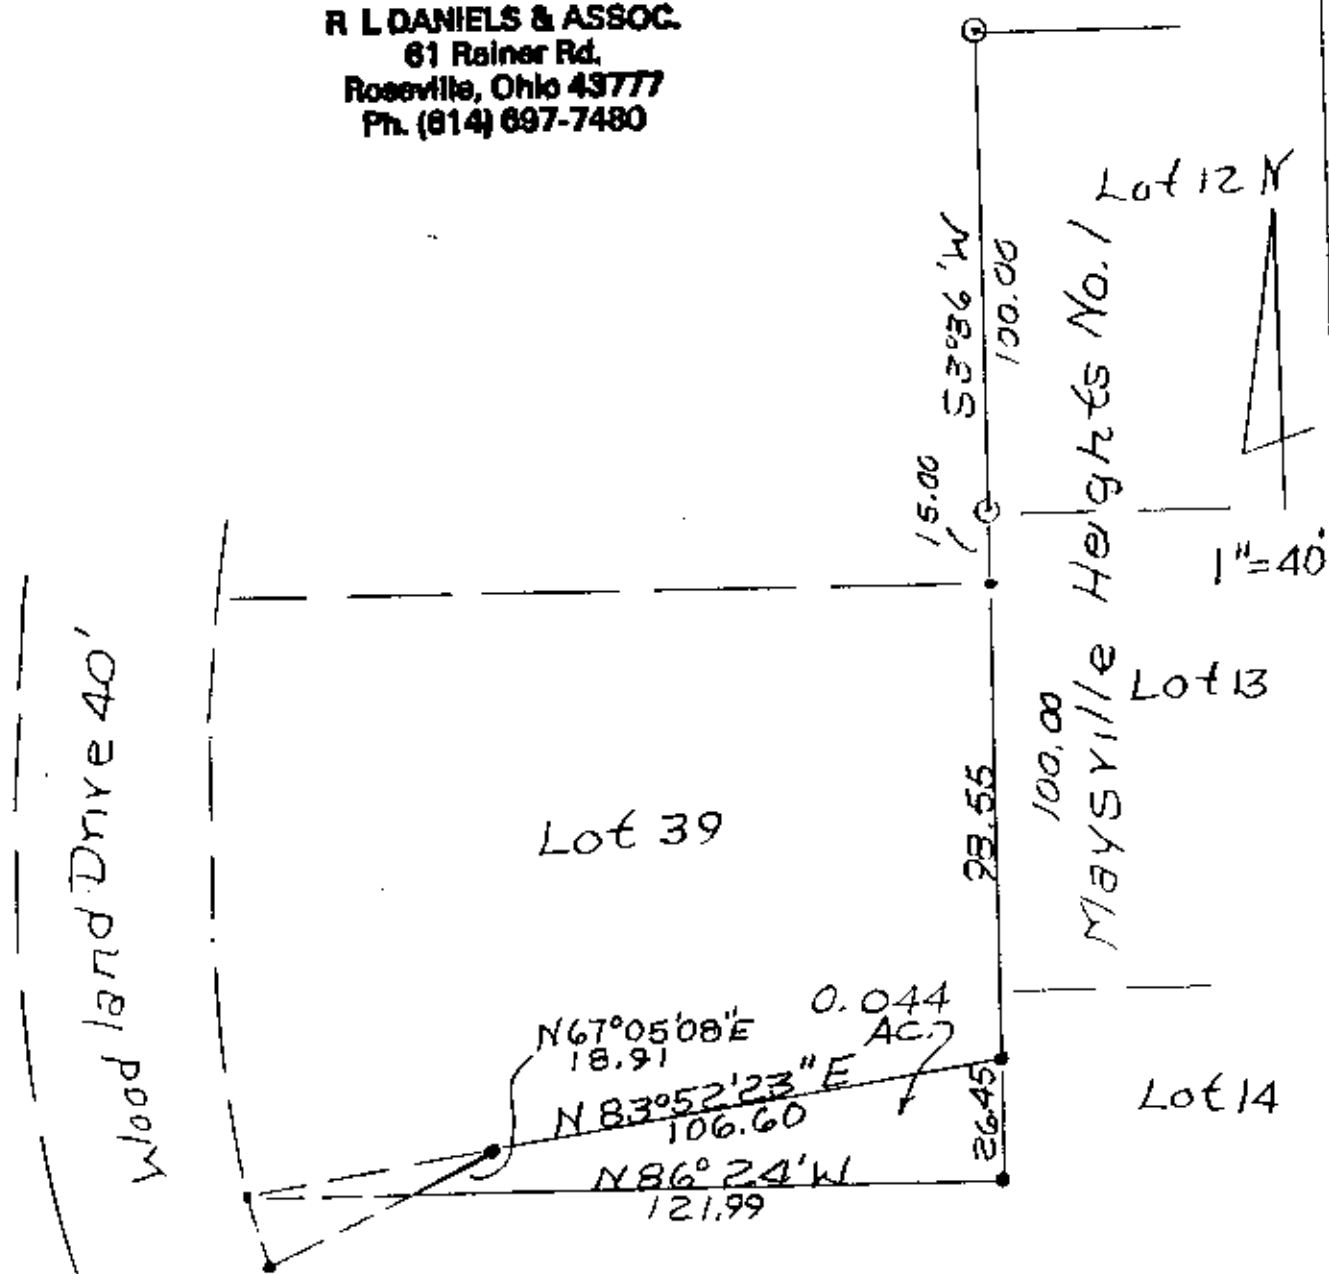 R L DANIELS & ASSOC.
61 Rainer Rd.
Roseville, Ohio 43777
Ph. (614) 697-7480
Lot 12
N
S3°36'W
100.00
15.00
Maysville Heights No. 1
1"=40'
Lot 13
100.00
98.55
Wood land Drive 40'
Lot 39
0.044
AC.
N67°05'08"E
18.91
N 83°52'23"E
106.60
26.45
Lot 14
N86°24'W
121.99